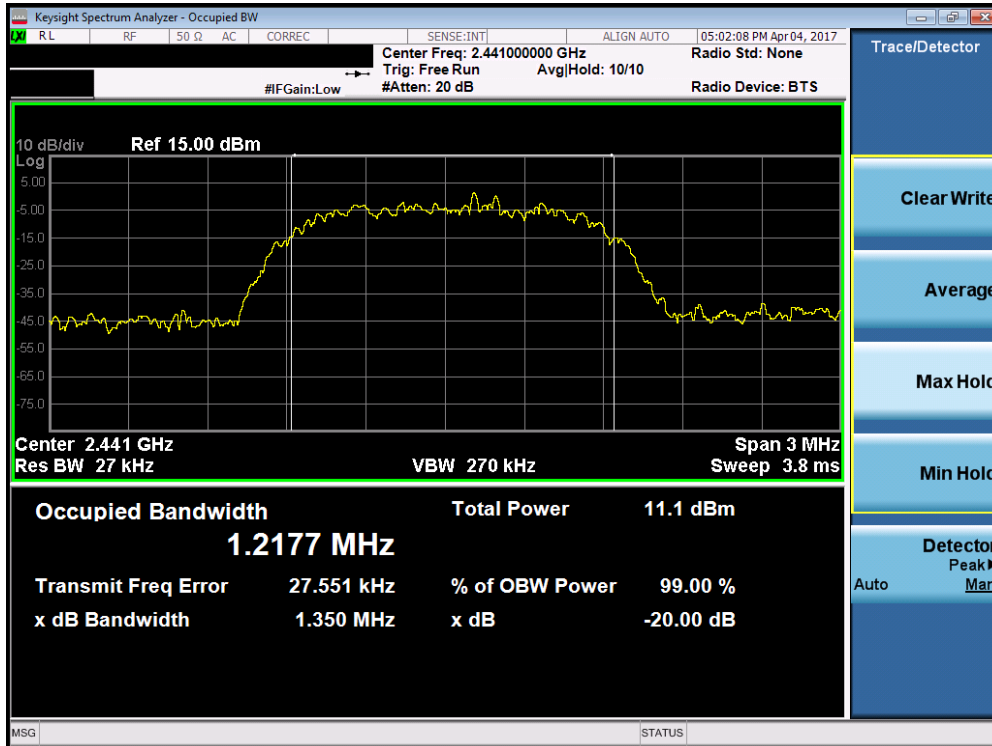 Keysight Spectrum Analyzer - Occupied BW
LXI RL RF 50 Ω AC CORREC SENSE:INT ALIGN AUTO 05:02:08 PM Apr 04, 2017
Center Freq: 2.441000000 GHz Radio Std: None
Trig: Free Run Avg|Hold: 10/10
#IFGain:Low #Atten: 20 dB Radio Device: BTS
Trace/Detector
10 dB/div Ref 15.00 dBm
Log
5.00
-5.00
-15.0
-25.0
-35.0
-45.0
-55.0
-65.0
-75.0
Center 2.441 GHz Span 3 MHz
Res BW 27 kHz VBW 270 kHz Sweep 3.8 ms
Occupied Bandwidth Total Power 11.1 dBm
1.2177 MHz
Transmit Freq Error 27.551 kHz % of OBW Power 99.00 %
x dB Bandwidth 1.350 MHz x dB -20.00 dB
Clear Write
Average
Max Hold
Min Hold
Detector
Peak
Auto Man
MSG STATUS